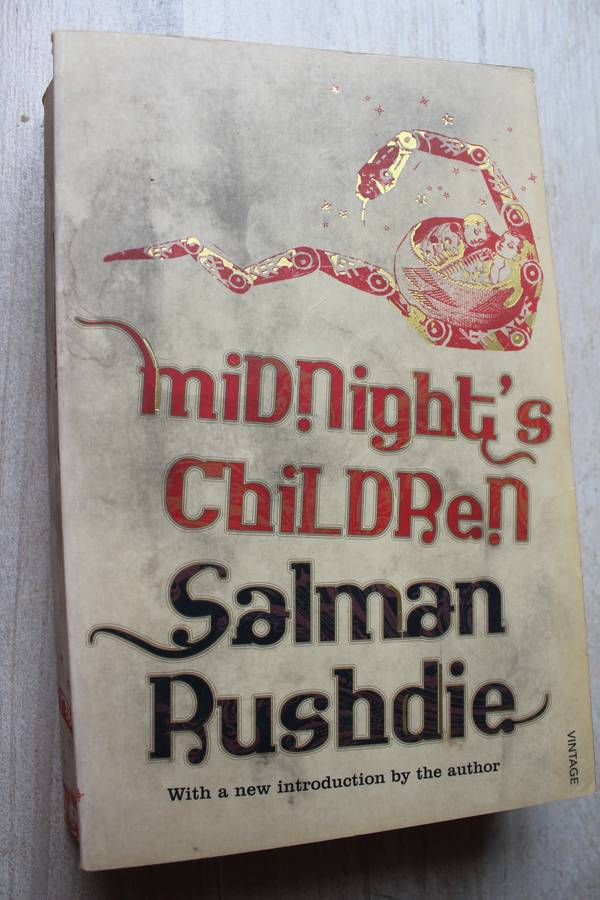 miDNight's
ChiLDReN
Salman
Rushdie
With a new introduction by the author
VINTAGE